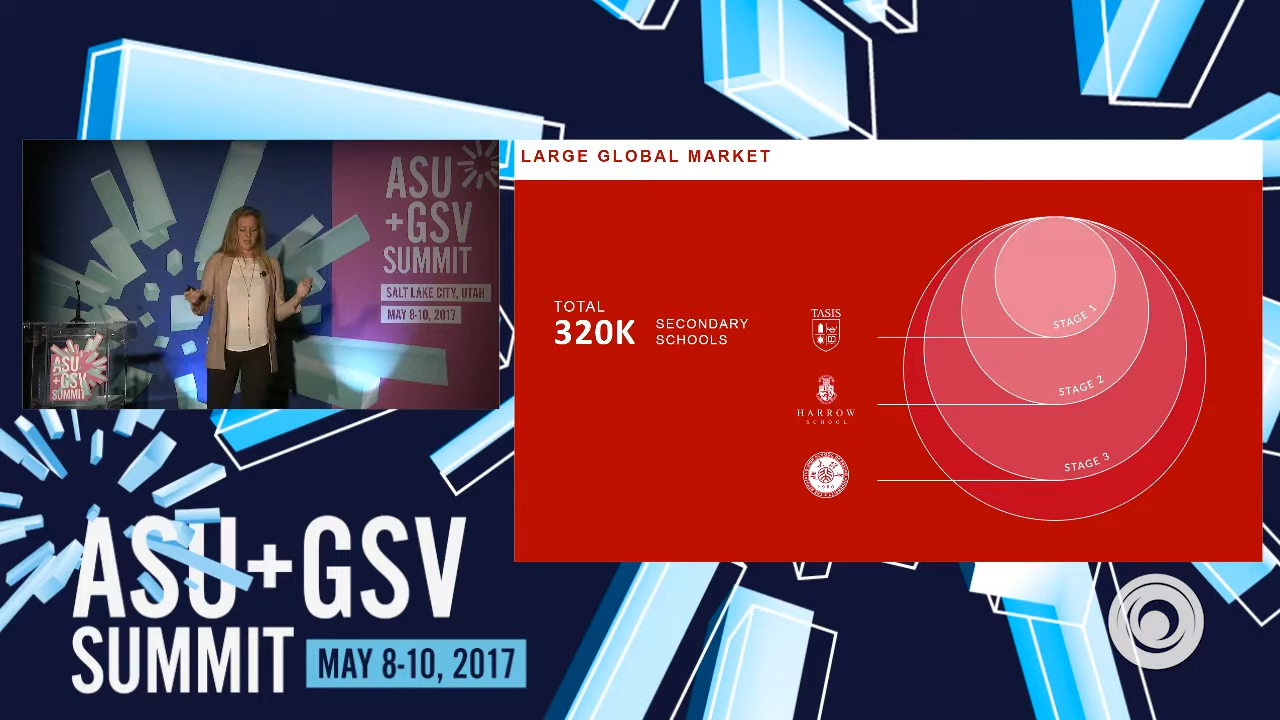 LARGE GLOBAL MARKET
TOTAL
320K
SECONDARY
SCHOOLS
TASIS
HARROW
SCHOOL
STAGE 1
STAGE 2
STAGE 3
ASU
+GSV
SUMMIT
SALT LAKE CITY, UTAH
MAY 8-10, 2017
ASU
+GSV
SUMMIT
ASU+GSV
SUMMIT
MAY 8-10, 2017